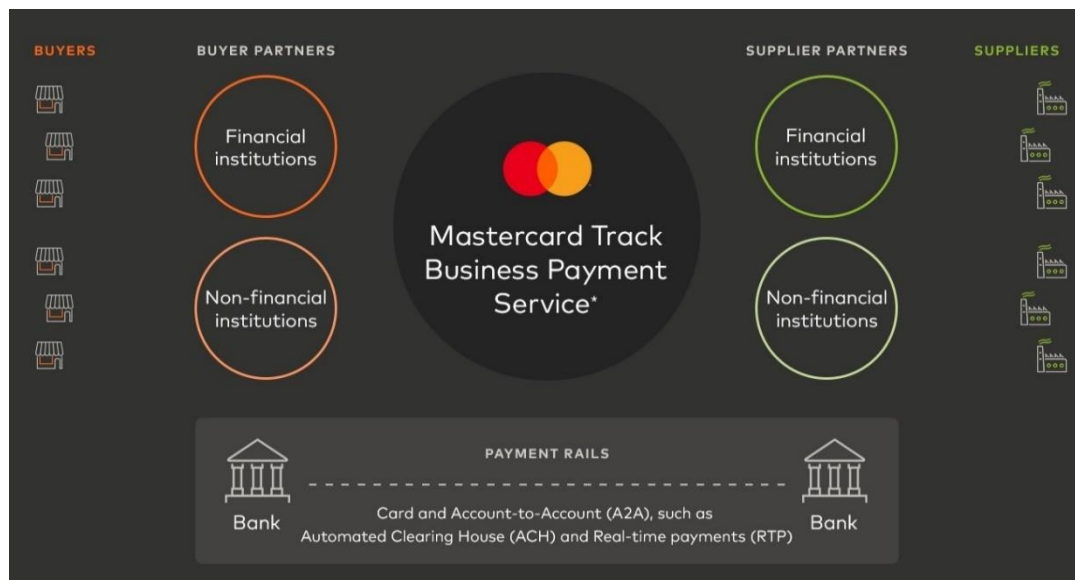 BUYERS
BUYER PARTNERS
SUPPLIER PARTNERS
SUPPLIERS
Financial
institutions
Financial
institutions
Mastercard Track
Business Payment
Service*
Non-financial
institutions
Non-financial
institutions
PAYMENT RAILS
Bank
Bank
Card and Account-to-Account (A2A), such as
Automated Clearing House (ACH) and Real-time payments (RTP)